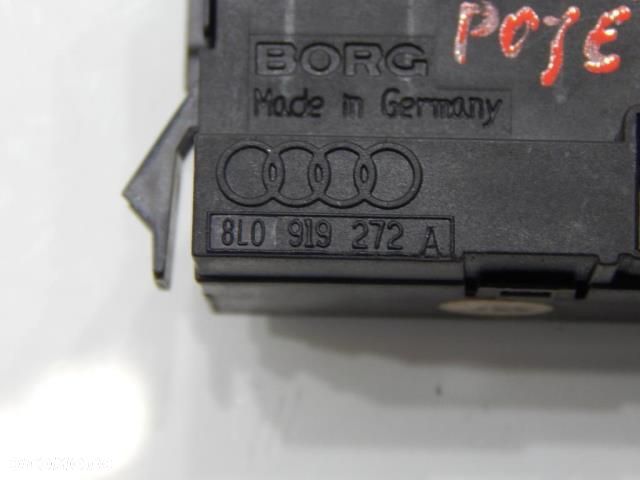 BORG
POJE
Made in Germany
8L0 919 272 A